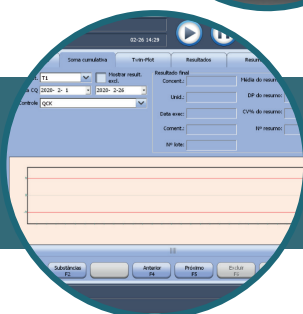 02-26 14:29
Soma cumulativa Twin-Plot Resultados
T1 Mostrar result. excl.
CQ 2020- 2- 1 2020- 2-26
Controle QCK
Resultado final
Concent.:
Unid.:
Data exec:
Coment.:
Nº lote:
Média do resumo:
DP do resumo:
CV% do resumo:
Nº resumo:
Substâncias F2
Anterior F4
Próximo F5
Excluir F6